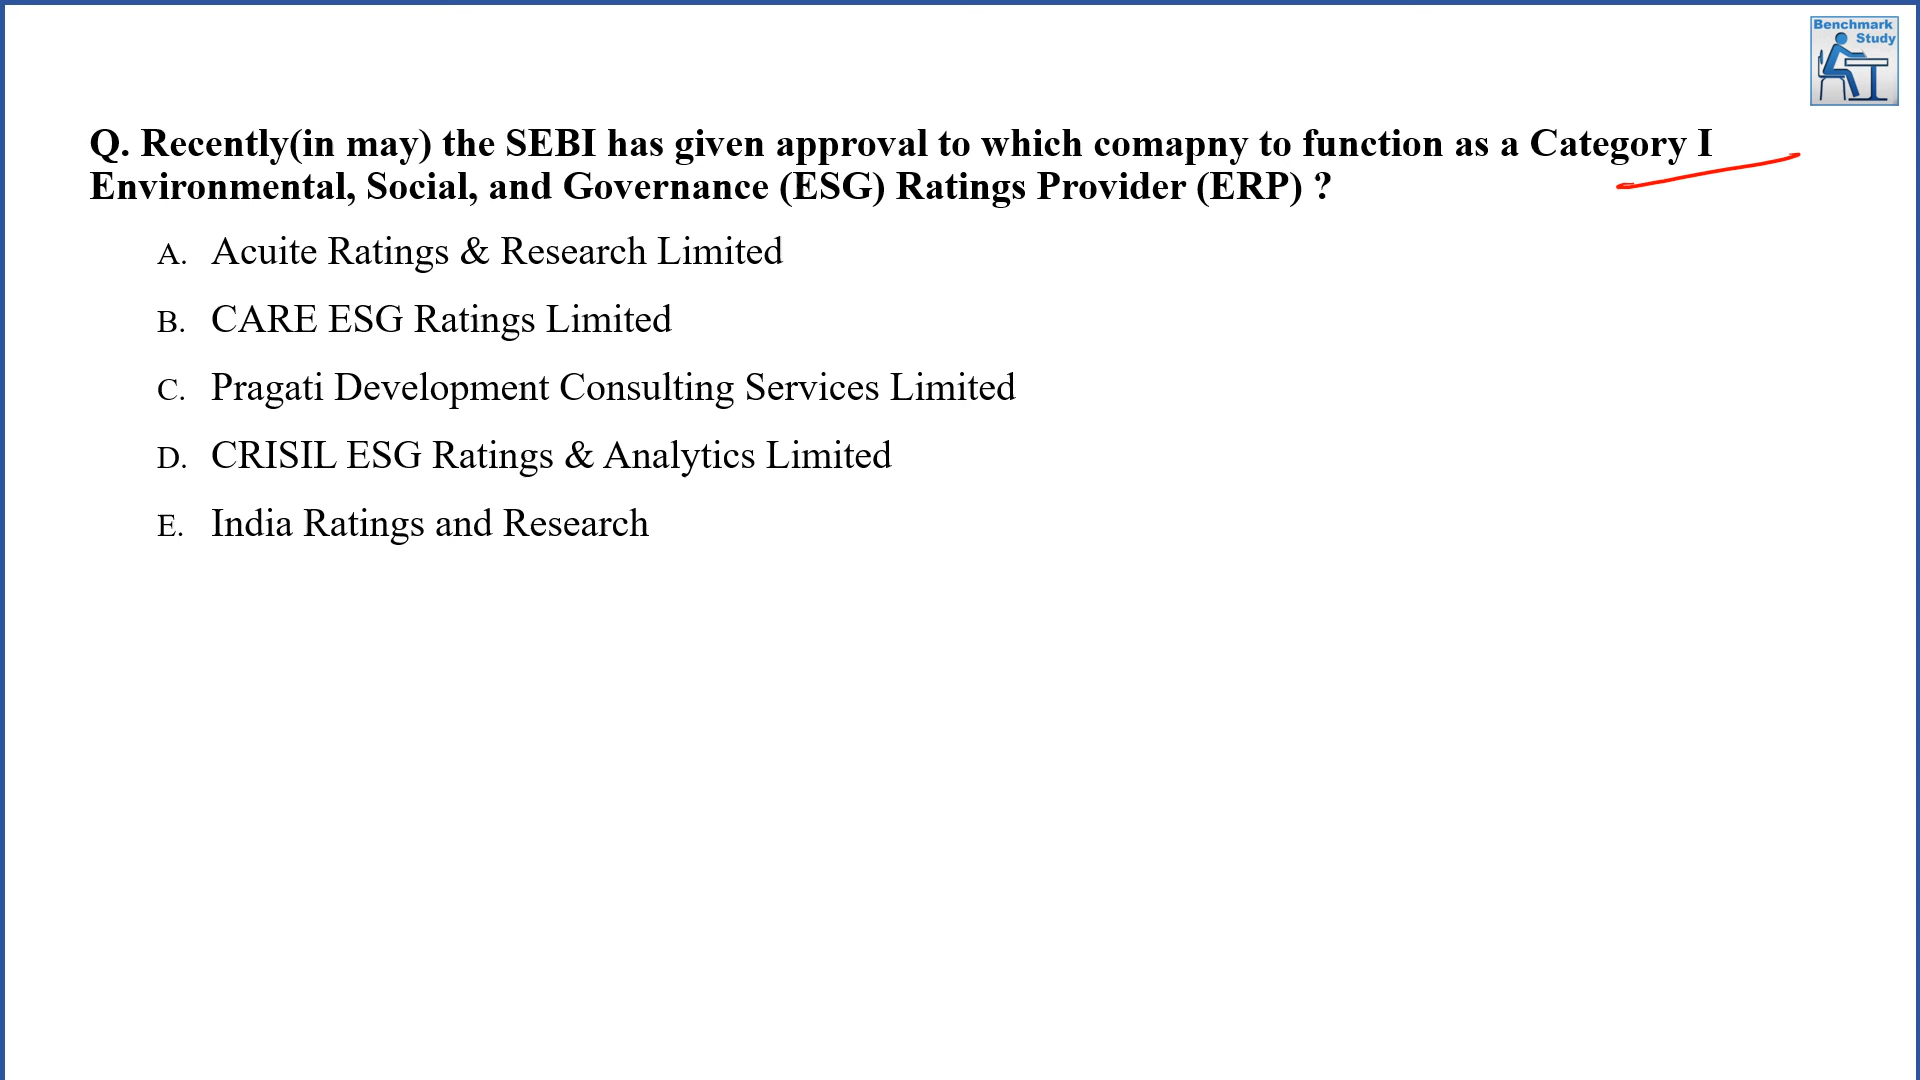 Benchmark
Study
Q. Recently(in may) the SEBI has given approval to which comapny to function as a Category I
Environmental, Social, and Governance (ESG) Ratings Provider (ERP) ?
A. Acuite Ratings & Research Limited
B. CARE ESG Ratings Limited
C. Pragati Development Consulting Services Limited
D. CRISIL ESG Ratings & Analytics Limited
E. India Ratings and Research